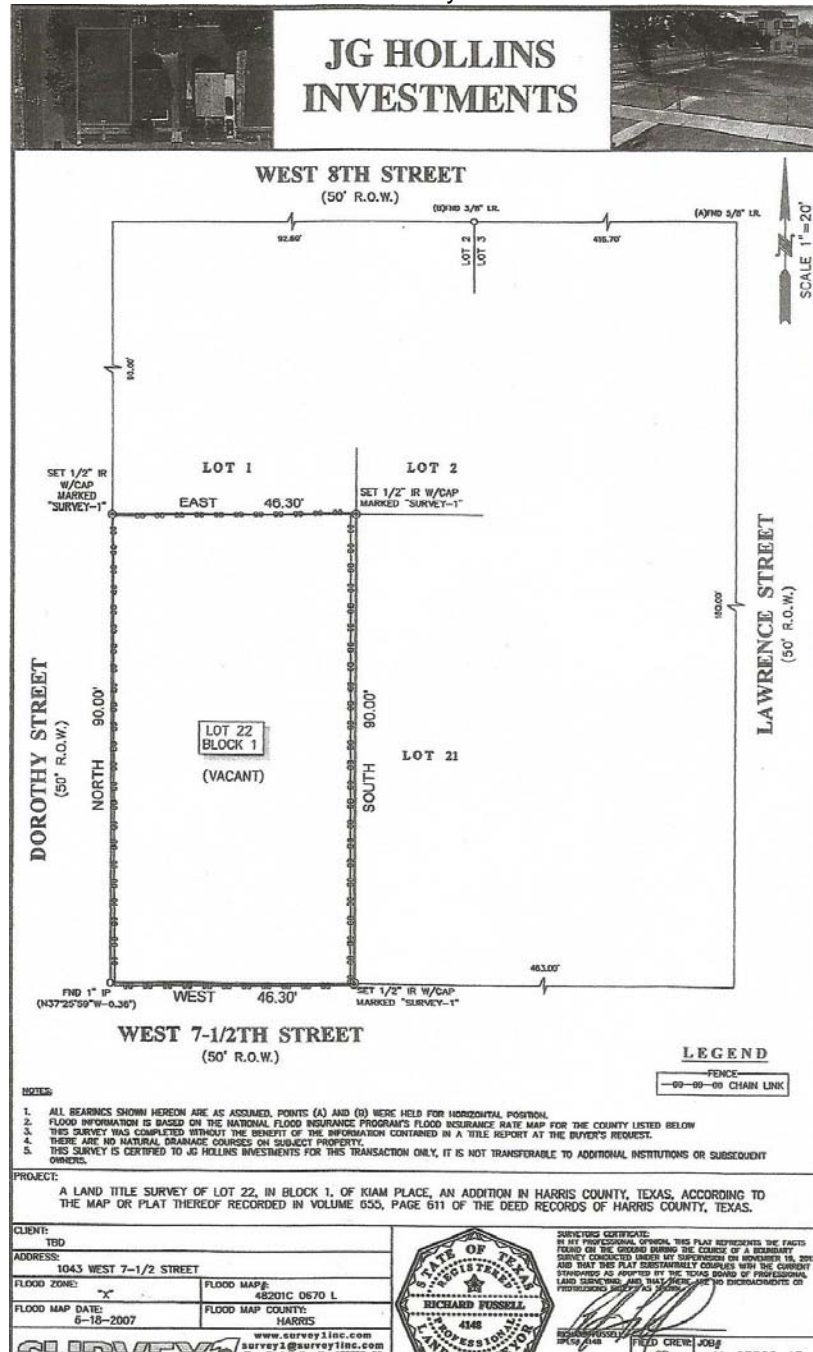 JG HOLLINS
INVESTMENTS
WEST 8TH STREET
(50' R.O.W.)
(B)FND 5/8" I.R.
(A)FND 5/8" I.R.
92.60'
416.70'
LOT 2
LOT 3
SCALE 1"=20'
LOT 1
LOT 2
SET 1/2" IR
W/CAP
MARKED
"SURVEY-1"
EAST 46.30'
SET 1/2" IR W/CAP
MARKED "SURVEY-1"
LAWRENCE STREET
(50' R.O.W.)
DOROTHY STREET
(50' R.O.W.)
NORTH 90.00'
LOT 22
BLOCK 1
(VACANT)
SOUTH 90.00'
LOT 21
463.00'
FND 1" IP
(N37°25'59"W-0.36')
WEST 46.30'
SET 1/2" IR W/CAP
MARKED "SURVEY-1"
WEST 7-1/2TH STREET
(50' R.O.W.)
LEGEND
FENCE
CHAIN LINK
NOTES:
1. ALL BEARINGS SHOWN HEREON ARE AS ASSUMED. POINTS (A) AND (B) WERE HELD FOR HORIZONTAL POSITION.
2. FLOOD INFORMATION IS BASED ON THE NATIONAL FLOOD INSURANCE PROGRAM'S FLOOD INSURANCE RATE MAP FOR THE COUNTY LISTED BELOW
3. THIS SURVEY WAS COMPLETED WITHOUT THE BENEFIT OF THE INFORMATION CONTAINED IN A TITLE REPORT AT THE BUYER'S REQUEST.
4. THERE ARE NO NATURAL DRAINAGE COURSES ON SUBJECT PROPERTY.
5. THIS SURVEY IS CERTIFIED TO JG HOLLINS INVESTMENTS FOR THIS TRANSACTION ONLY, IT IS NOT TRANSFERABLE TO ADDITIONAL INSTITUTIONS OR SUBSEQUENT
OWNERS.
PROJECT:
A LAND TITLE SURVEY OF LOT 22, IN BLOCK 1, OF KIAM PLACE, AN ADDITION IN HARRIS COUNTY, TEXAS, ACCORDING TO
THE MAP OR PLAT THEREOF RECORDED IN VOLUME 655, PAGE 611 OF THE DEED RECORDS OF HARRIS COUNTY, TEXAS.
CLIENT:
TBD
ADDRESS:
1043 WEST 7-1/2 STREET
FLOOD ZONE:
"X"
FLOOD MAP#:
48201C 0670 L
FLOOD MAP DATE:
6-18-2007
FLOOD MAP COUNTY:
HARRIS
www.survey1inc.com
survey1@survey1inc.com
SURVEY
STATE OF TEXAS
REGISTERED
RICHARD FUSSELL
4148
PROFESSIONAL
LAND SURVEYOR
SURVEYORS CERTIFICATE:
IN MY PROFESSIONAL OPINION, THIS PLAT REPRESENTS THE FACTS
FOUND ON THE GROUND DURING THE COURSE OF A BOUNDARY
SURVEY CONDUCTED UNDER MY SUPERVISION ON NOVEMBER 19,
AND THAT THIS PLAT SUBSTANTIALLY COMPLIES WITH THE CURRENT
STANDARDS AS ADOPTED BY THE TEXAS BOARD OF PROFESSIONAL
LAND SURVEYING; AND THAT THERE ARE NO ENCROACHMENTS OR
PROTRUSIONS EXCEPT AS SHOWN.
RICHARD FUSSELL
RPLS# 4148
FIELD CREW:
JOB#